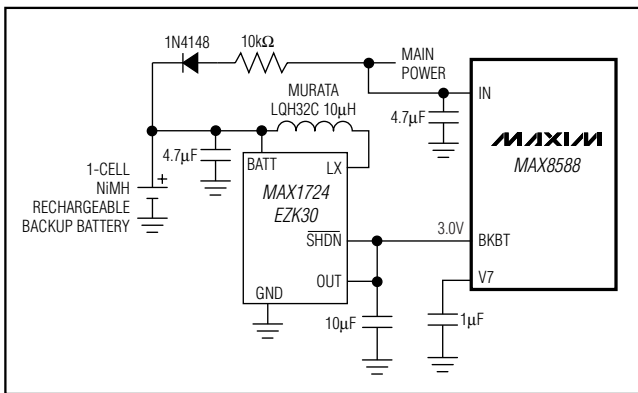 1N4148
10kΩ
MAIN
POWER
MURATA
LQH32C 10µH
IN
4.7µF
MAXIM
MAX8588
4.7µF
BATT
LX
1-CELL
NiMH
RECHARGEABLE
BACKUP BATTERY
+
MAX1724
EZK30
SHDN
3.0V
BKBT
OUT
V7
GND
10µF
1µF